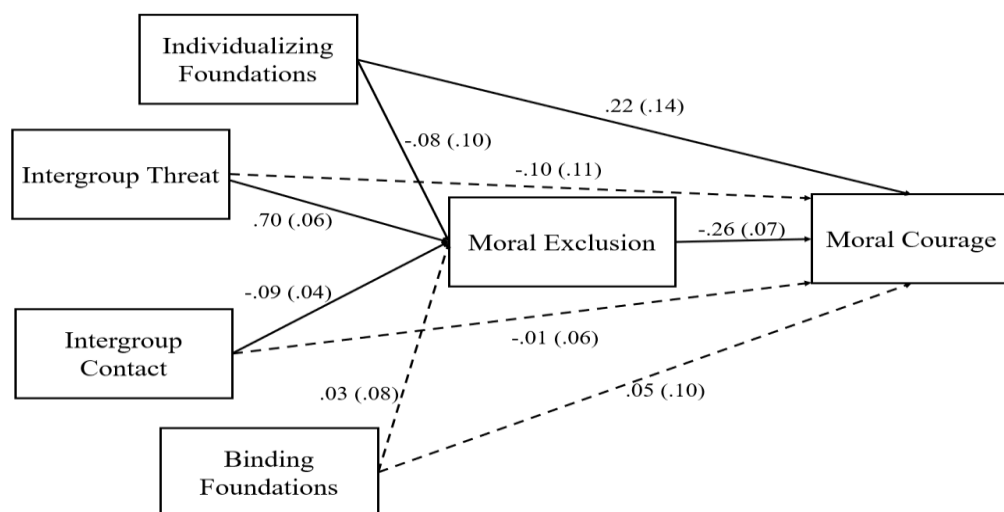 Individualizing
Foundations
.22 (.14)
-.08 (.10)
Intergroup Threat
-.10 (.11)
.70 (.06)
Moral Exclusion
-.26 (.07)
Moral Courage
-.09 (.04)
Intergroup
Contact
-.01 (.06)
.03 (.08)
.05 (.10)
Binding
Foundations